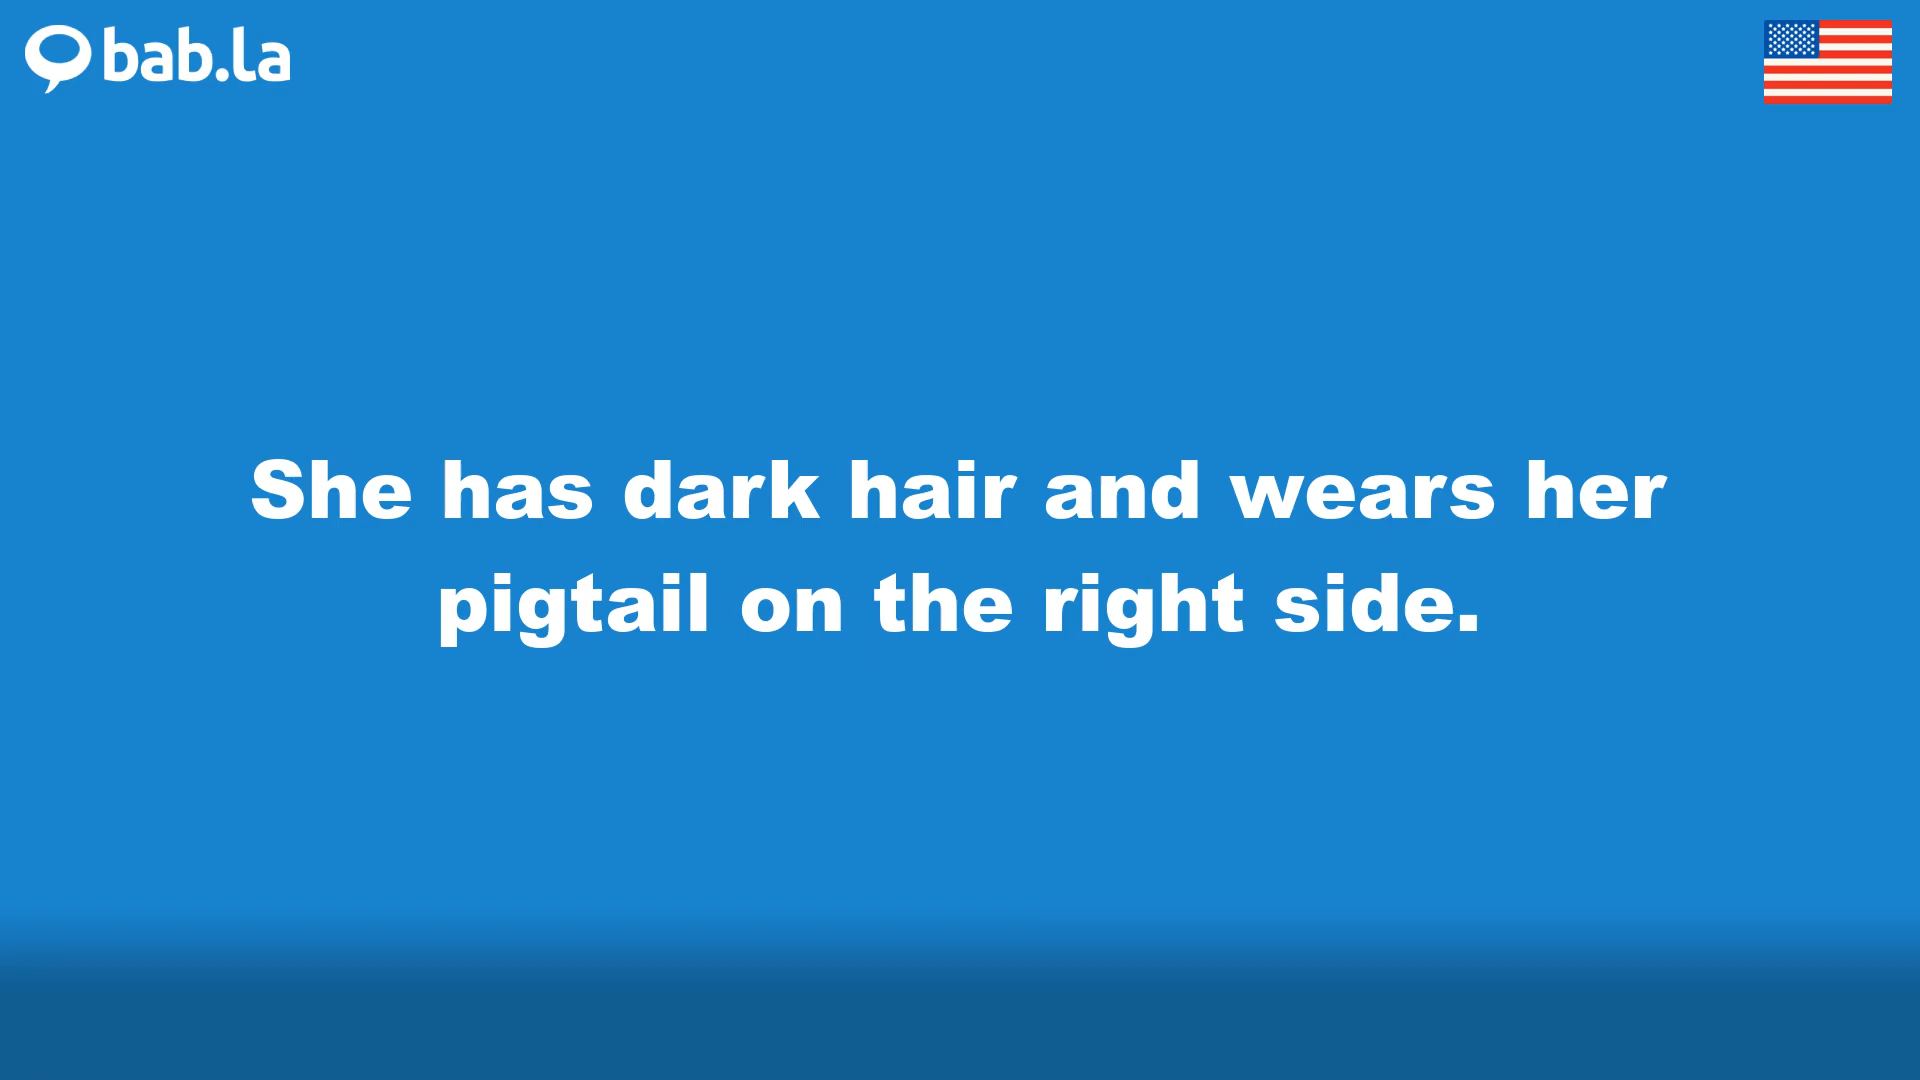 bab.la
She has dark hair and wears her
pigtail on the right side.